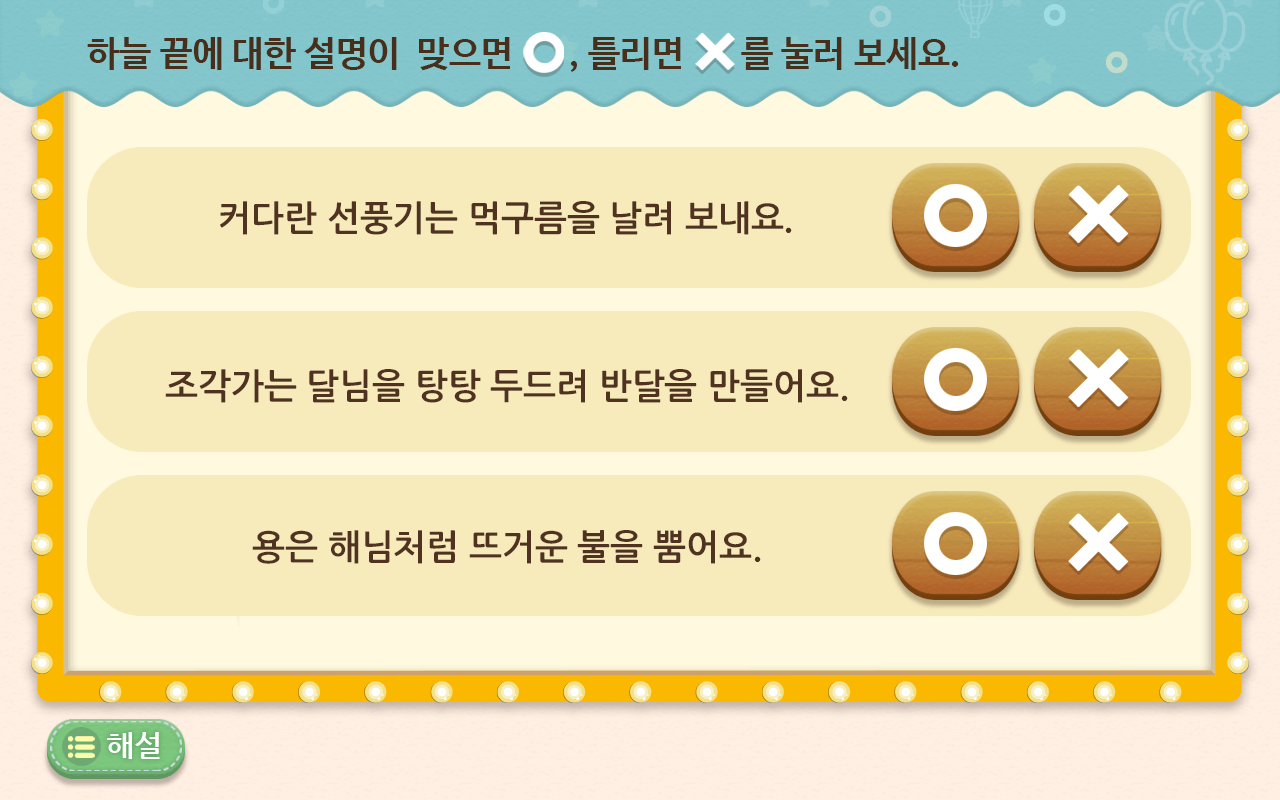 하늘 끝에 대한 설명이 맞으면 O, 틀리면 X를 눌러 보세요.
커다란 선풍기는 먹구름을 날려 보내요. O X
조각가는 달님을 탕탕 두드려 반달을 만들어요. O X
용은 해님처럼 뜨거운 불을 뿜어요. O X
해설